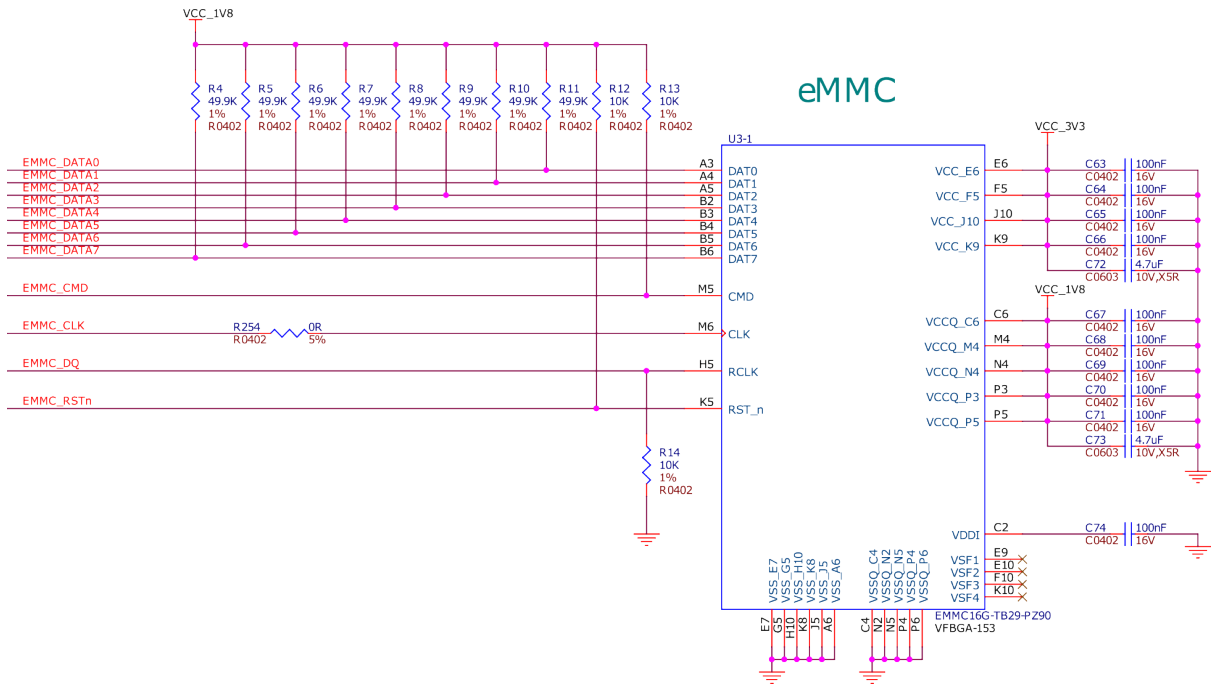 VCC_1V8
eMMC
R4
49.9K
1%
R0402
R5
49.9K
1%
R0402
R6
49.9K
1%
R0402
R7
49.9K
1%
R0402
R8
49.9K
1%
R0402
R9
49.9K
1%
R0402
R10
49.9K
1%
R0402
R11
49.9K
1%
R0402
R12
10K
1%
R0402
R13
10K
1%
R0402
EMMC_DATA0
EMMC_DATA1
EMMC_DATA2
EMMC_DATA3
EMMC_DATA4
EMMC_DATA5
EMMC_DATA6
EMMC_DATA7
EMMC_CMD
EMMC_CLK
R254
R0402
0R
5%
EMMC_DQ
EMMC_RSTn
R14
10K
1%
R0402
U3-1
A3 DAT0
A4 DAT1
A5 DAT2
B2 DAT3
B3 DAT4
B4 DAT5
B5 DAT6
B6 DAT7
M5 CMD
M6 CLK
H5 RCLK
K5 RST_n
VCC_3V3
VCC_E6 E6
VCC_F5 F5
VCC_J10 J10
VCC_K9 K9
C63 100nF
C0402 16V
C64 100nF
C0402 16V
C65 100nF
C0402 16V
C66 100nF
C0402 16V
C72 4.7uF
C0603 10V,X5R
VCC_1V8
VCCQ_C6 C6
VCCQ_M4 M4
VCCQ_N4 N4
VCCQ_P3 P3
VCCQ_P5 P5
C67 100nF
C0402 16V
C68 100nF
C0402 16V
C69 100nF
C0402 16V
C70 100nF
C0402 16V
C71 100nF
C0402 16V
C73 4.7uF
C0603 10V,X5R
VDDI C2
C74 100nF
C0402 16V
VSF1 E9
VSF2 E10
VSF3 F10
VSF4 K10
VSS_E7
VSS_G5
VSS_H10
VSS_K8
VSS_J5
VSS_A6
VSSQ_C4
VSSQ_N2
VSSQ_N5
VSSQ_P4
VSSQ_P6
E7
G5
H10
K8
J5
A6
C4
N2
N5
P4
P6
EMMC16G-TB29-PZ90
VFBGA-153